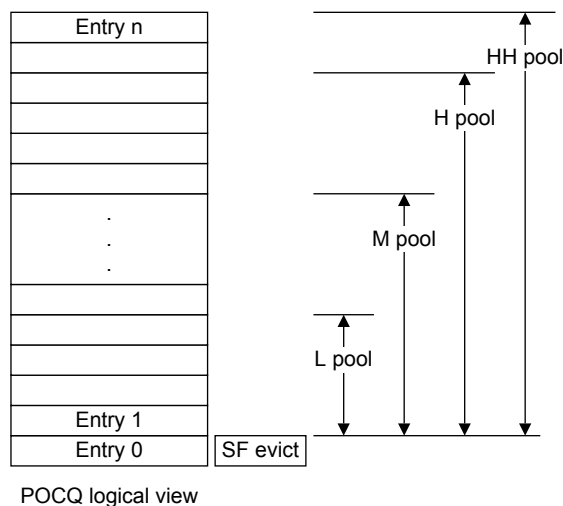 Entry n
HH pool
H pool
M pool
.
.
.
L pool
Entry 1
Entry 0
SF evict
POCQ logical view